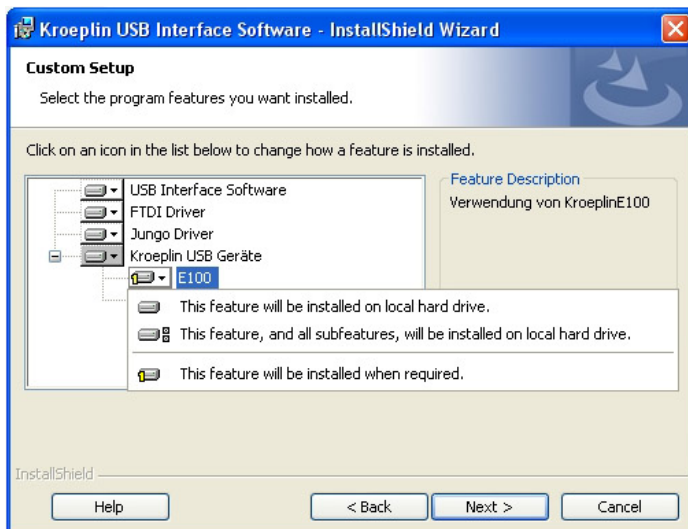 Kroeplin USB Interface Software - InstallShield Wizard
Custom Setup
Select the program features you want installed.
Click on an icon in the list below to change how a feature is installed.
USB Interface Software
FTDI Driver
Jungo Driver
Kroeplin USB Geräte
E100
Feature Description
Verwendung von KroeplinE100
This feature will be installed on local hard drive.
This feature, and all subfeatures, will be installed on local hard drive.
This feature will be installed when required.
InstallShield
Help
< Back
Next >
Cancel